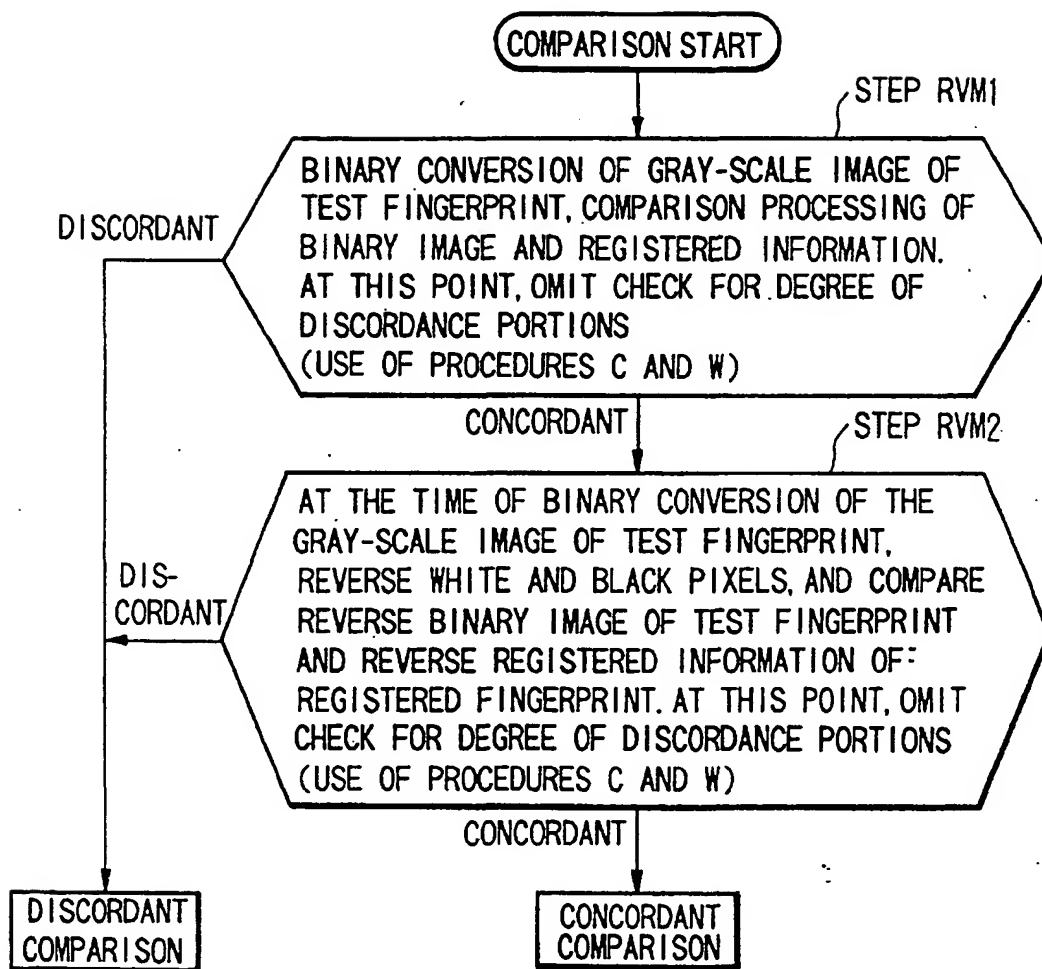 COMPARISON START
STEP RVM1
BINARY CONVERSION OF GRAY-SCALE IMAGE OF
TEST FINGERPRINT, COMPARISON PROCESSING OF
BINARY IMAGE AND REGISTERED INFORMATION.
AT THIS POINT, OMIT CHECK FOR DEGREE OF
DISCORDANCE PORTIONS
(USE OF PROCEDURES C AND W)
DISCORDANT
CONCORDANT
STEP RVM2
AT THE TIME OF BINARY CONVERSION OF THE
GRAY-SCALE IMAGE OF TEST FINGERPRINT,
REVERSE WHITE AND BLACK PIXELS, AND COMPARE
REVERSE BINARY IMAGE OF TEST FINGERPRINT
AND REVERSE REGISTERED INFORMATION OF
REGISTERED FINGERPRINT. AT THIS POINT, OMIT
CHECK FOR DEGREE OF DISCORDANCE PORTIONS
(USE OF PROCEDURES C AND W)
DIS-
CORDANT
CONCORDANT
DISCORDANT
COMPARISON
CONCORDANT
COMPARISON